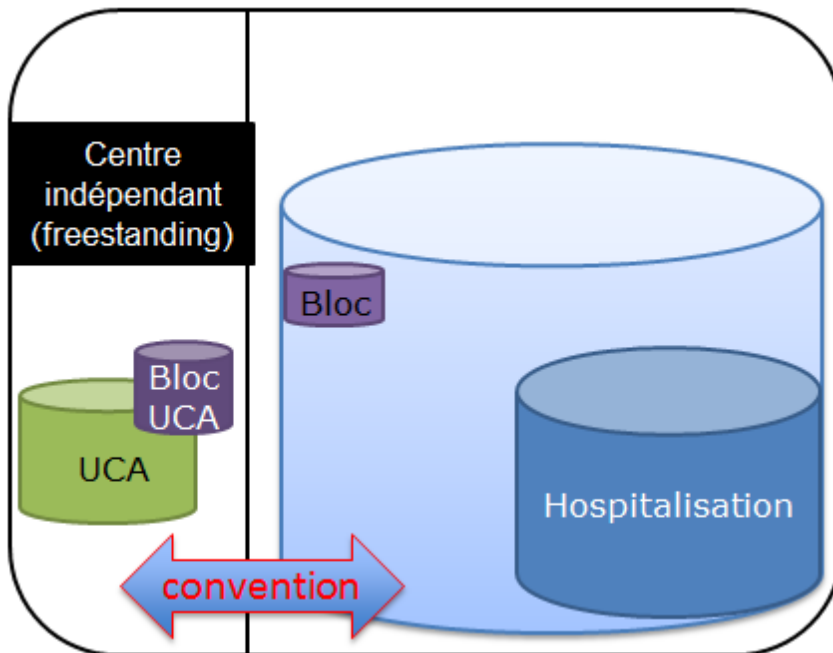 Centre
indépendant
(freestanding)
Bloc
Bloc
UCA
UCA
Hospitalisation
convention